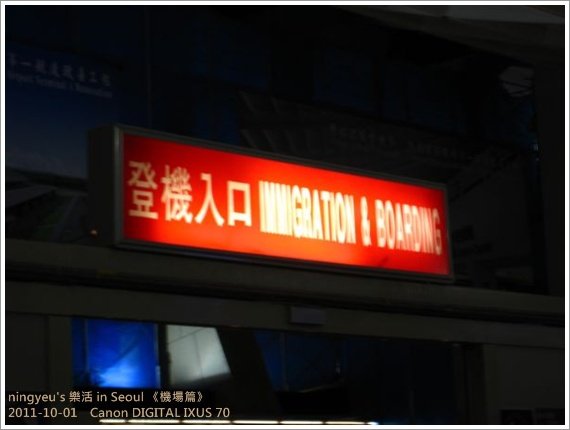 登機入口 IMMIGRATION & BOARDING
ningyeu's 樂活 in Seoul 《機場篇》
2011-10-01 Canon DIGITAL IXUS 70